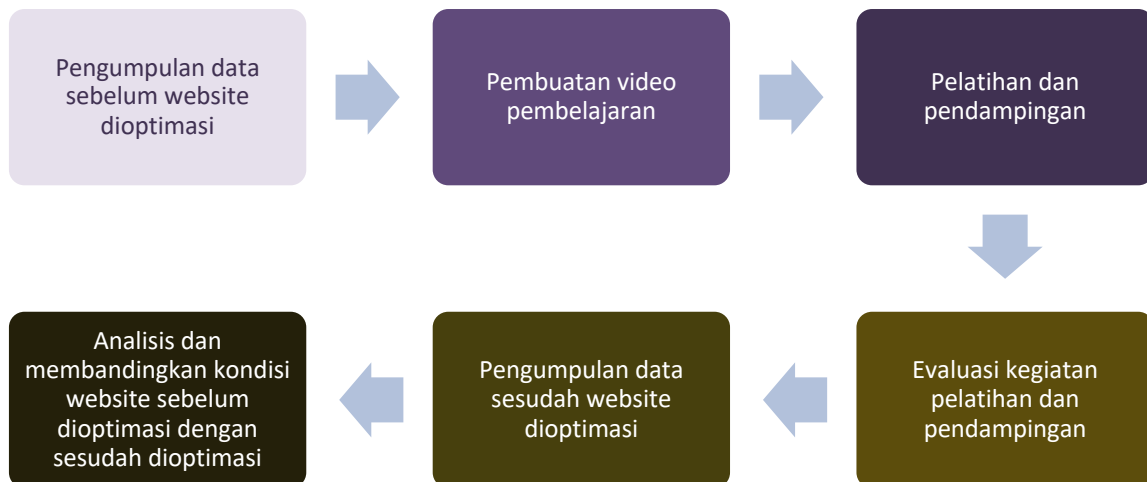 Pengumpulan data
sebelum website
dioptimasi
Pembuatan video
pembelajaran
Pelatihan dan
pendampingan
Evaluasi kegiatan
pelatihan dan
pendampingan
Pengumpulan data
sesudah website
dioptimasi
Analisis dan
membandingkan kondisi
website sebelum
dioptimasi dengan
sesudah dioptimasi